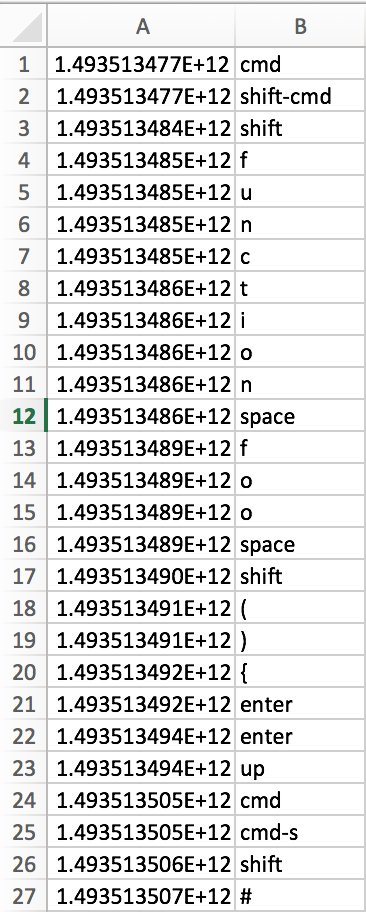 A B
1 1.493513477E+12 cmd
2 1.493513477E+12 shift-cmd
3 1.493513484E+12 shift
4 1.493513485E+12 f
5 1.493513485E+12 u
6 1.493513485E+12 n
7 1.493513485E+12 c
8 1.493513486E+12 t
9 1.493513486E+12 i
10 1.493513486E+12 o
11 1.493513486E+12 n
12 1.493513486E+12 space
13 1.493513489E+12 f
14 1.493513489E+12 o
15 1.493513489E+12 o
16 1.493513489E+12 space
17 1.493513490E+12 shift
18 1.493513491E+12 (
19 1.493513491E+12 )
20 1.493513492E+12 {
21 1.493513492E+12 enter
22 1.493513494E+12 enter
23 1.493513494E+12 up
24 1.493513505E+12 cmd
25 1.493513505E+12 cmd-s
26 1.493513506E+12 shift
27 1.493513507E+12 #